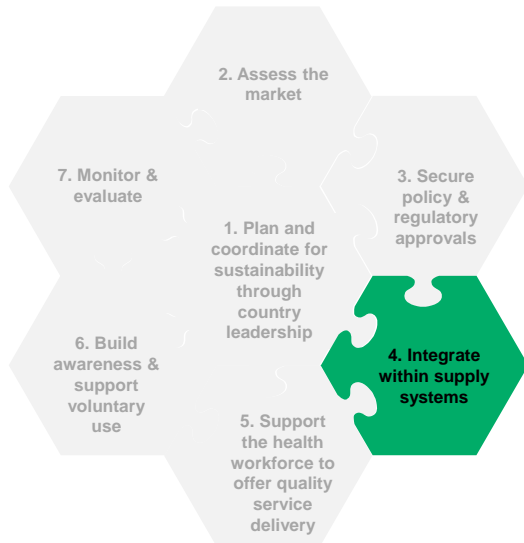 2. Assess the
market
7. Monitor &
evaluate
3. Secure
policy &
regulatory
approvals
1. Plan and
coordinate for
sustainability
through
country
leadership
4. Integrate
within supply
systems
6. Build
awareness &
support
voluntary
use
5. Support
the health
workforce to
offer quality
service
delivery